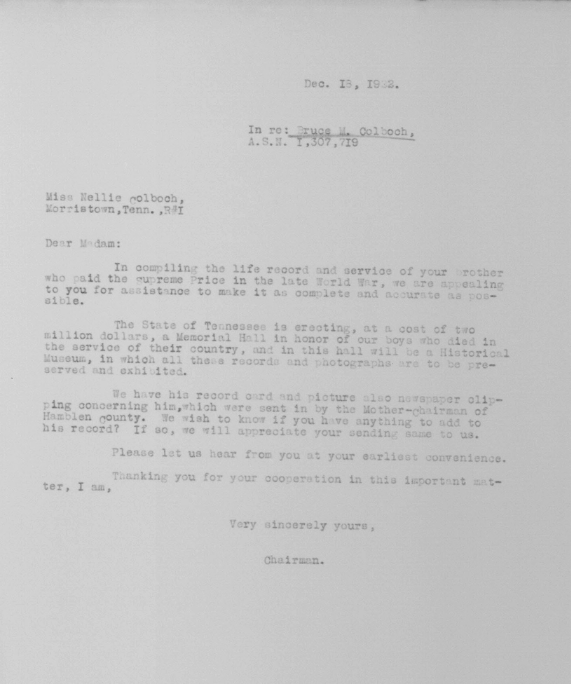 Dec. 18, 1922.
In re: Bruce M. Colboch,
A.S.N. 1,307,719
Miss Nellie Colboch,
Morristown,Tenn.,R#1
Dear Madam:
In compiling the life record and service of your brother
who paid the supreme Price in the late World War, we are appealing
to you for assistance to make it as complete and accurate as pos-
sible.
The State of Tennessee is erecting, at a cost of two
million dollars, a Memorial Hall in honor of our boys who died in
the service of their country, and in this hall will be a Historical
Museum, in which all these records and photographs are to be pre-
served and exhibited.
We have his record card and picture also newspaper clip-
ping concerning him,which were sent in by the Mother-Chairman of
Hamblen County. We wish to know if you have anything to add to
his record? If so, we will appreciate your sending same to us.
Please let us hear from you at your earliest convenience.
Thanking you for your cooperation in this important mat-
ter, I am,
Very sincerely yours,
Chairman.